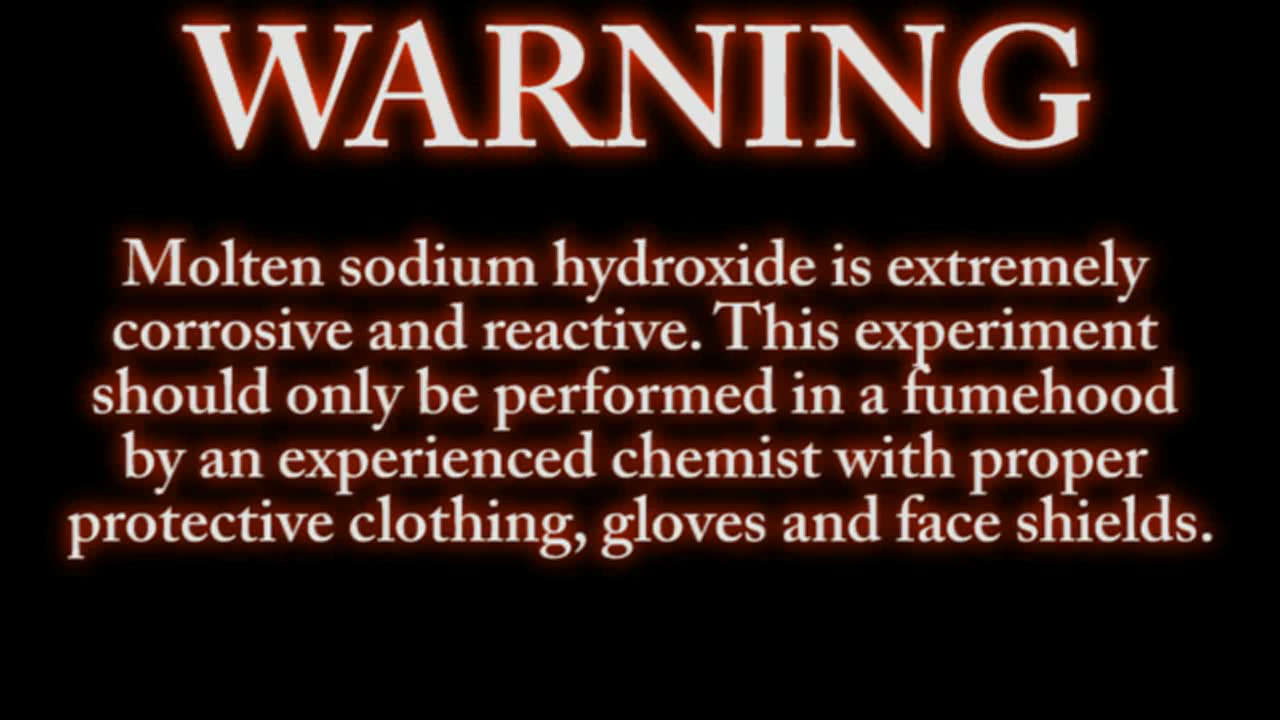 WARNING
Molten sodium hydroxide is extremely
corrosive and reactive. This experiment
should only be performed in a fumehood
by an experienced chemist with proper
protective clothing, gloves and face shields.